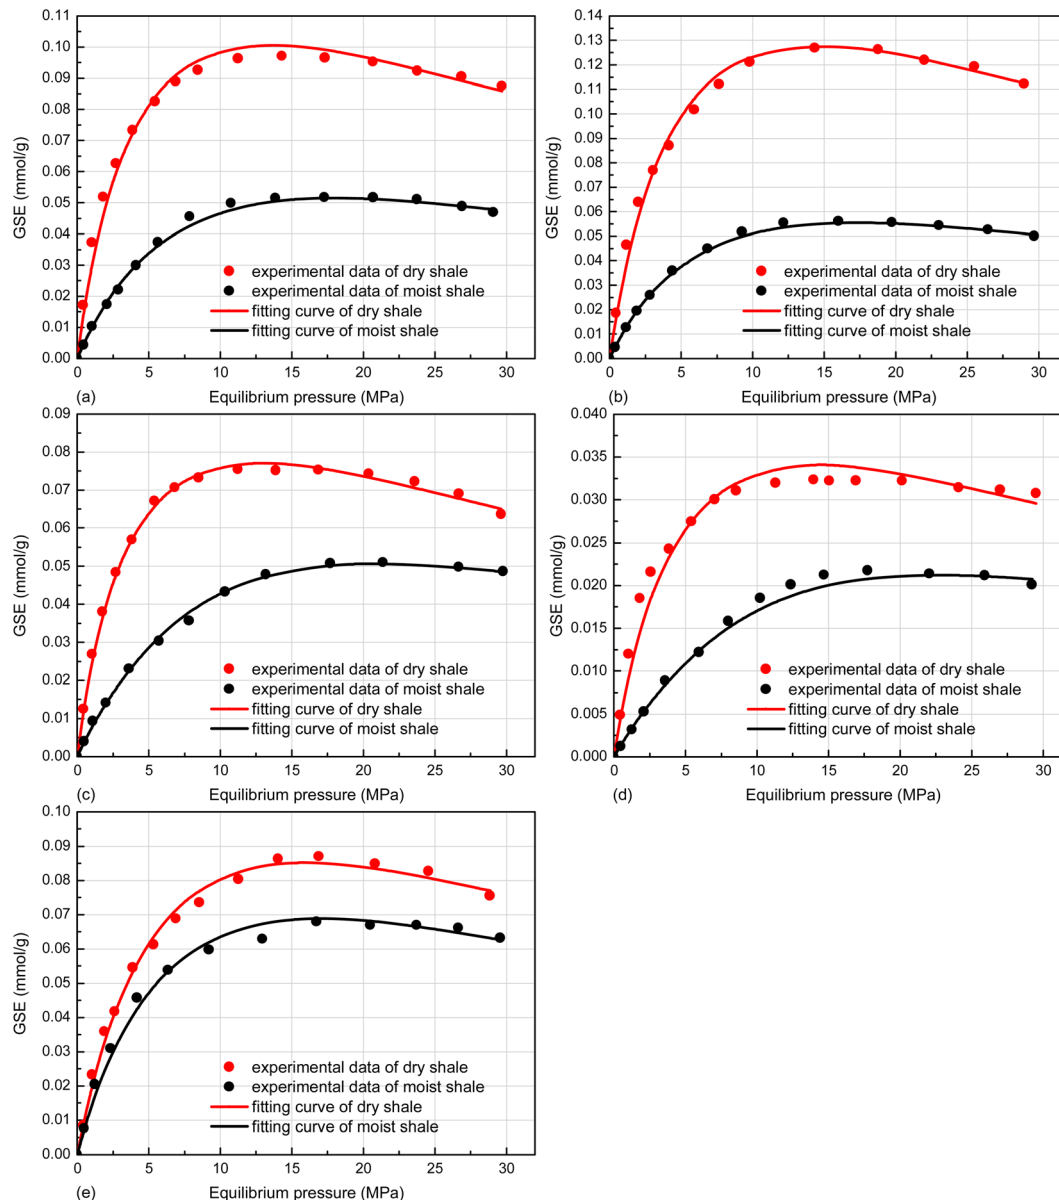 0.11
0.10
0.09
0.08
0.07
0.06
0.05
0.04
0.03
0.02
0.01
0.00
GSE (mmol/g)
experimental data of dry shale
experimental data of moist shale
fitting curve of dry shale
fitting curve of moist shale
0 5 10 15 20 25 30
(a) Equilibrium pressure (MPa)
0.14
0.13
0.12
0.11
0.10
0.09
0.08
0.07
0.06
0.05
0.04
0.03
0.02
0.01
0.00
GSE (mmol/g)
experimental data of dry shale
experimental data of moist shale
fitting curve of dry shale
fitting curve of moist shale
0 5 10 15 20 25 30
(b) Equilibrium pressure (MPa)
0.09
0.08
0.07
0.06
0.05
0.04
0.03
0.02
0.01
0.00
GSE (mmol/g)
experimental data of dry shale
experimental data of moist shale
fitting curve of dry shale
fitting curve of moist shale
0 5 10 15 20 25 30
(c) Equilibrium pressure (MPa)
0.040
0.035
0.030
0.025
0.020
0.015
0.010
0.005
0.000
GSE (mmol/g)
experimental data of dry shale
experimental data of moist shale
fitting curve of dry shale
fitting curve of moist shale
0 5 10 15 20 25 30
(d) Equilibrium pressure (MPa)
0.10
0.09
0.08
0.07
0.06
0.05
0.04
0.03
0.02
0.01
0.00
GSE (mmol/g)
experimental data of dry shale
experimental data of moist shale
fitting curve of dry shale
fitting curve of moist shale
0 5 10 15 20 25 30
(e) Equilibrium pressure (MPa)